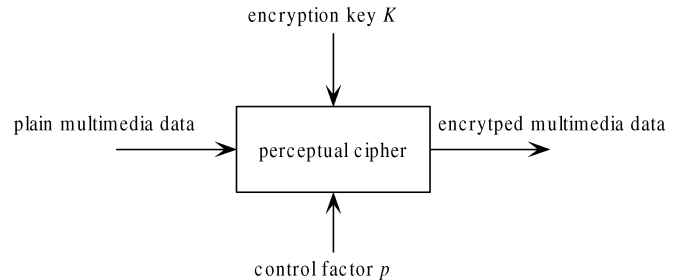 encryption key K
plain multimedia data
encrytped multimedia data
perceptual cipher
control factor p